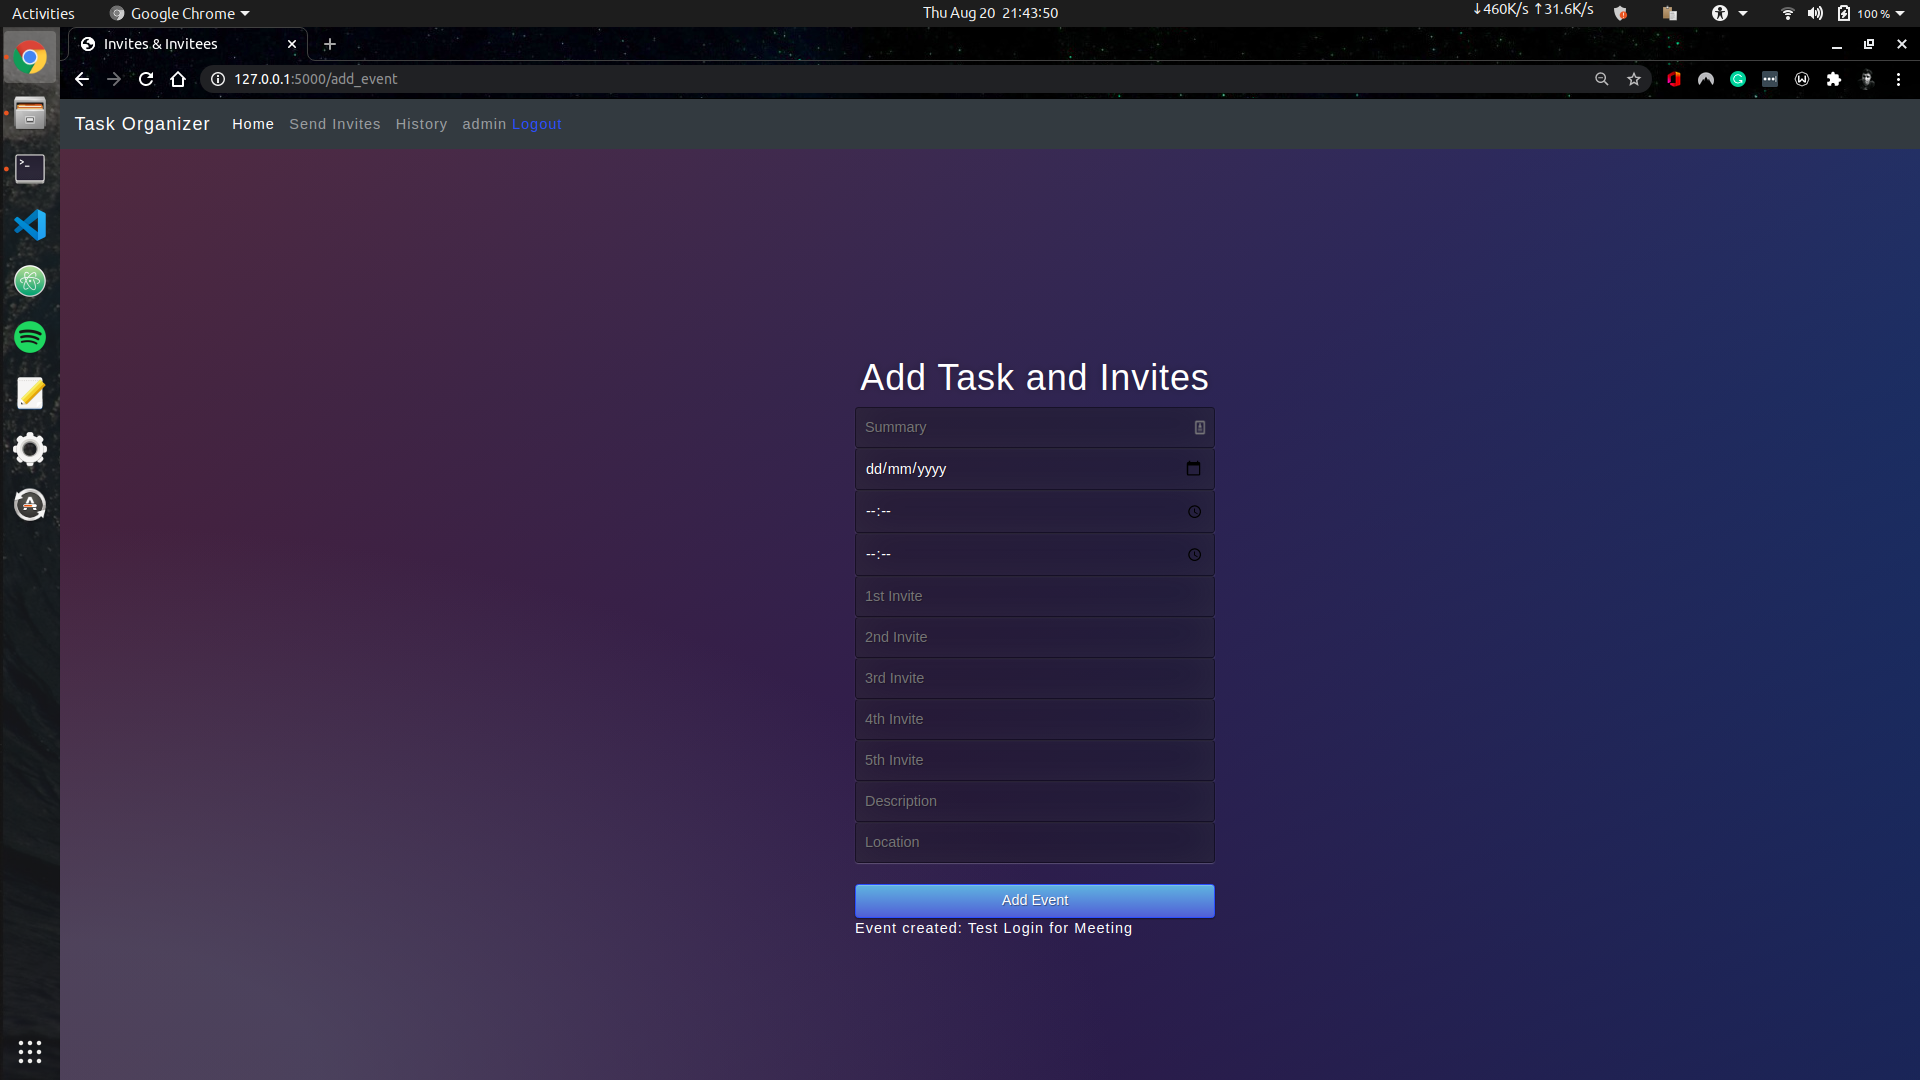 Activities
Google Chrome
Thu Aug 20 21:43:50
↓460K/s ↑31.6K/s
100 %
Invites & Invitees
127.0.0.1:5000/add_event
Task Organizer
Home
Send Invites
History
admin Logout
Add Task and Invites
Summary
dd/mm/yyyy
--:--
--:--
1st Invite
2nd Invite
3rd Invite
4th Invite
5th Invite
Description
Location
Add Event
Event created: Test Login for Meeting